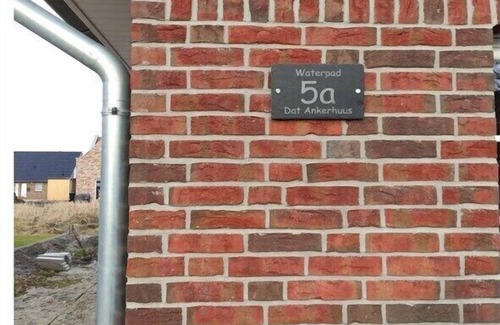 Waterpad
5a
Dat Ankerhuus